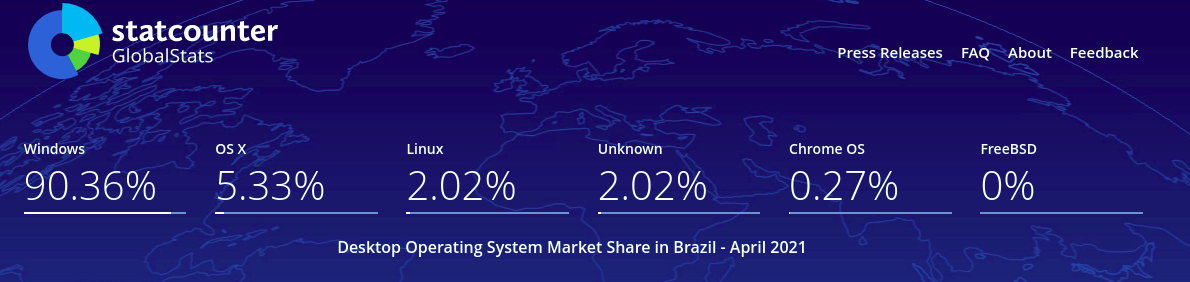 statcounter
GlobalStats
Press Releases FAQ About Feedback
Windows OS X Linux Unknown Chrome OS FreeBSD
90.36% 5.33% 2.02% 2.02% 0.27% 0%
Desktop Operating System Market Share in Brazil - April 2021